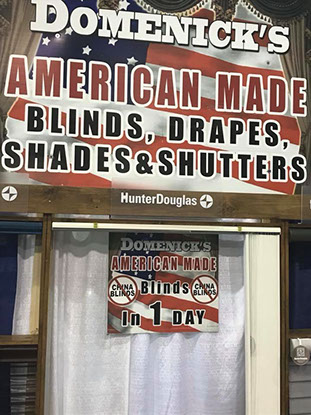 DOMENICK'S
AMERICAN MADE
BLINDS, DRAPES,
SHADES&SHUTTERS
HunterDouglas
DOMENICK'S
AMERICAN MADE
CHINA BLINDS Blinds CHINA BLINDS
In 1 DAY